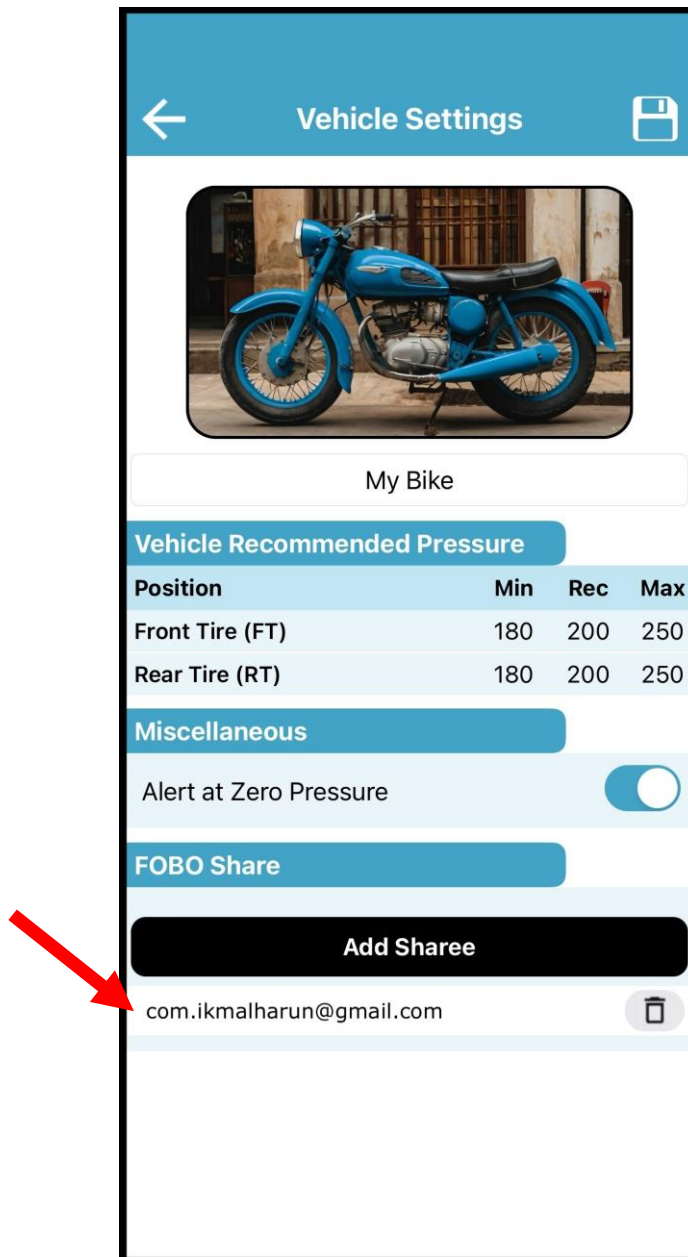 Vehicle Settings
My Bike
Vehicle Recommended Pressure
Position Min Rec Max
Front Tire (FT) 180 200 250
Rear Tire (RT) 180 200 250
Miscellaneous
Alert at Zero Pressure
FOBO Share
Add Sharee
com.ikmalharun@gmail.com